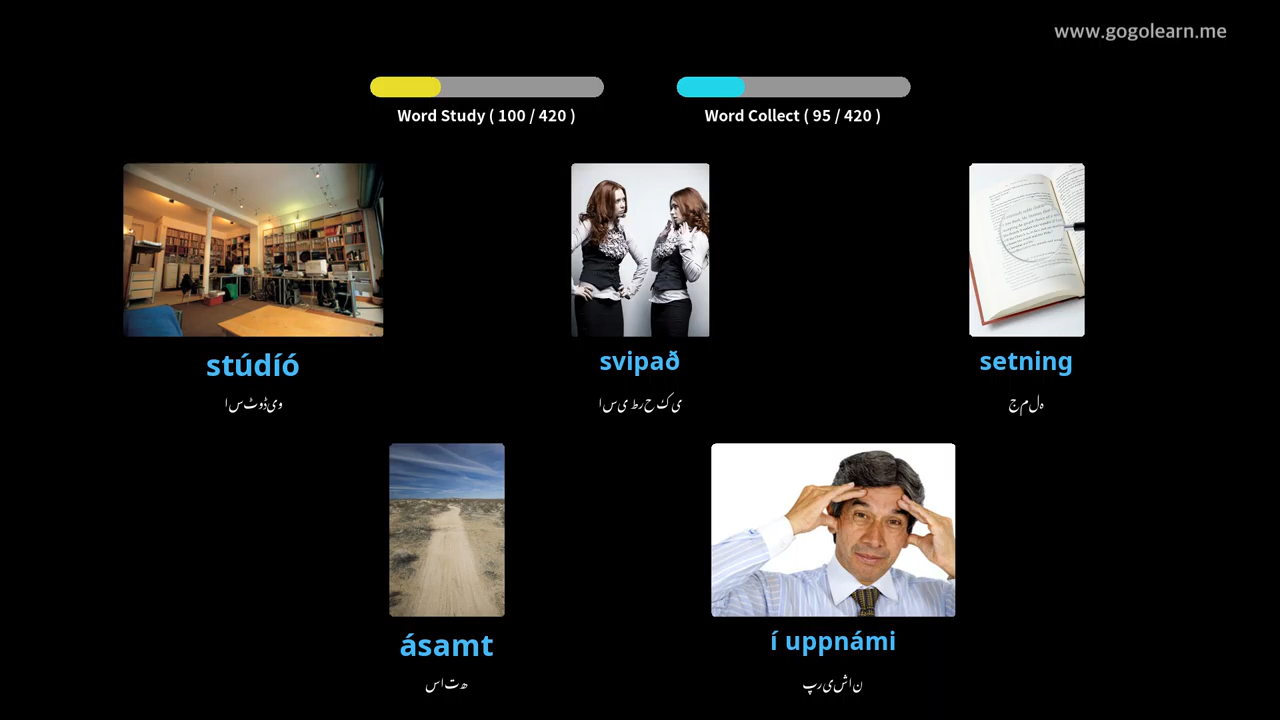 www.gogolearn.me
Word Study ( 100 / 420 )
Word Collect ( 95 / 420 )
stúdíó
svipað
setning
اسٹوڈیو
اسی طرح کی
جملہ
ásamt
í uppnámi
ساتھ
پریشان